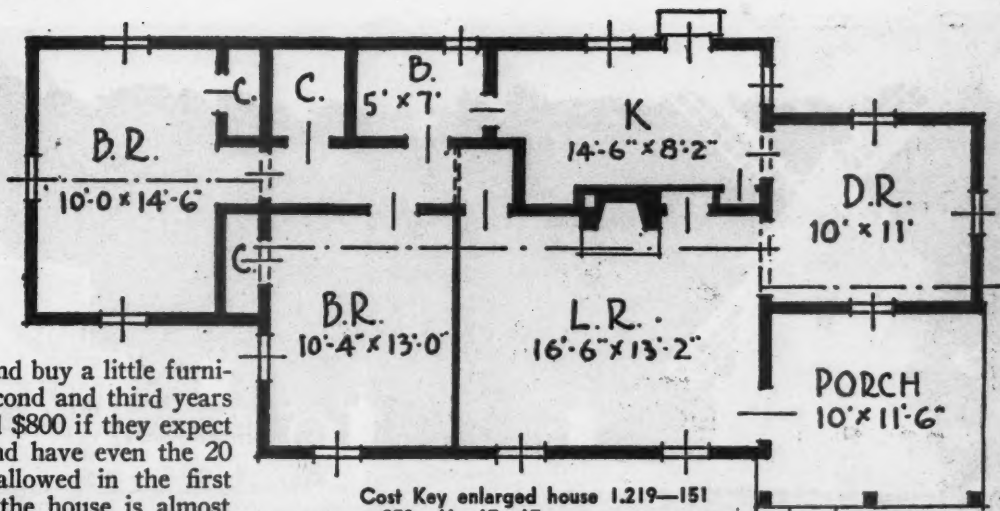 B.R.
10'-0 x 14'-6"
C.
C.
B.
5' x 7'
K
14'-6" x 8'-2"
D.R.
10' x 11'
C.
B.R.
10'-4" x 13'-0"
L.R.
16'-6" x 13'-2"
PORCH
10' x 11'-6"
nd buy a little furni-
cond and third years
$800 if they expect
nd have even the 20
allowed in the first
the house is almost
Cost Key enlarged house 1.219—151